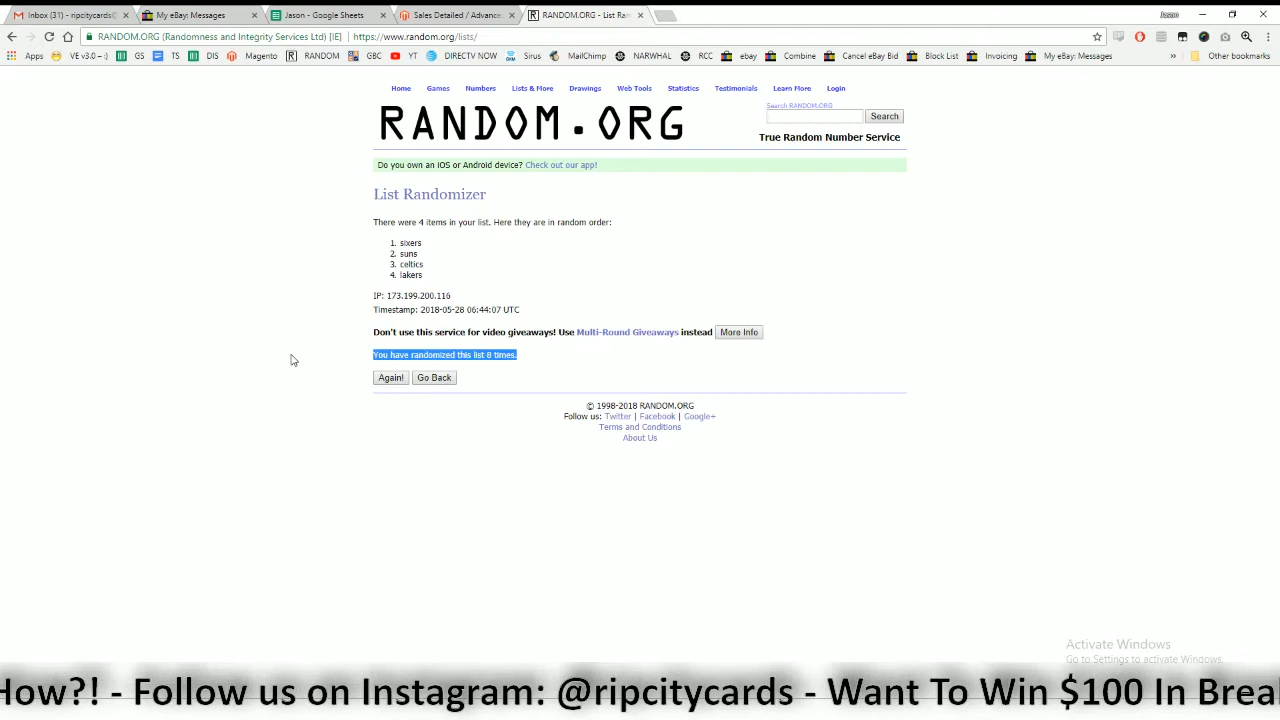 Inbox (31) - ripcitycards@
My eBay: Messages
Jason - Google Sheets
Sales Detailed / Advance
RANDOM.ORG - List Ran
Jason
RANDOM.ORG (Randomness and Integrity Services Ltd) [IE] https://www.random.org/lists/
Apps VE v3.0 -:) GS TS DIS Magento RANDOM GBC YT DIRECTV NOW Sirus MailChimp NARWHAL RCC ebay Combine Cancel eBay Bid Block List Invoicing My eBay: Messages » Other bookmarks
Home Games Numbers Lists & More Drawings Web Tools Statistics Testimonials Learn More Login
Search RANDOM.ORG
RANDOM.ORG
Search
True Random Number Service
Do you own an iOS or Android device? Check out our app!
List Randomizer
There were 4 items in your list. Here they are in random order:
1. sixers
2. suns
3. celtics
4. lakers
IP: 173.199.200.116
Timestamp: 2018-05-28 06:44:07 UTC
Don't use this service for video giveaways! Use Multi-Round Giveaways instead More Info
You have randomized this list 8 times.
Again! Go Back
© 1998-2018 RANDOM.ORG
Follow us: Twitter | Facebook | Google+
Terms and Conditions
About Us
Activate Windows
Go to Settings to activate Windows.
How?! - Follow us on Instagram: @ripcitycards - Want To Win $100 In Brea